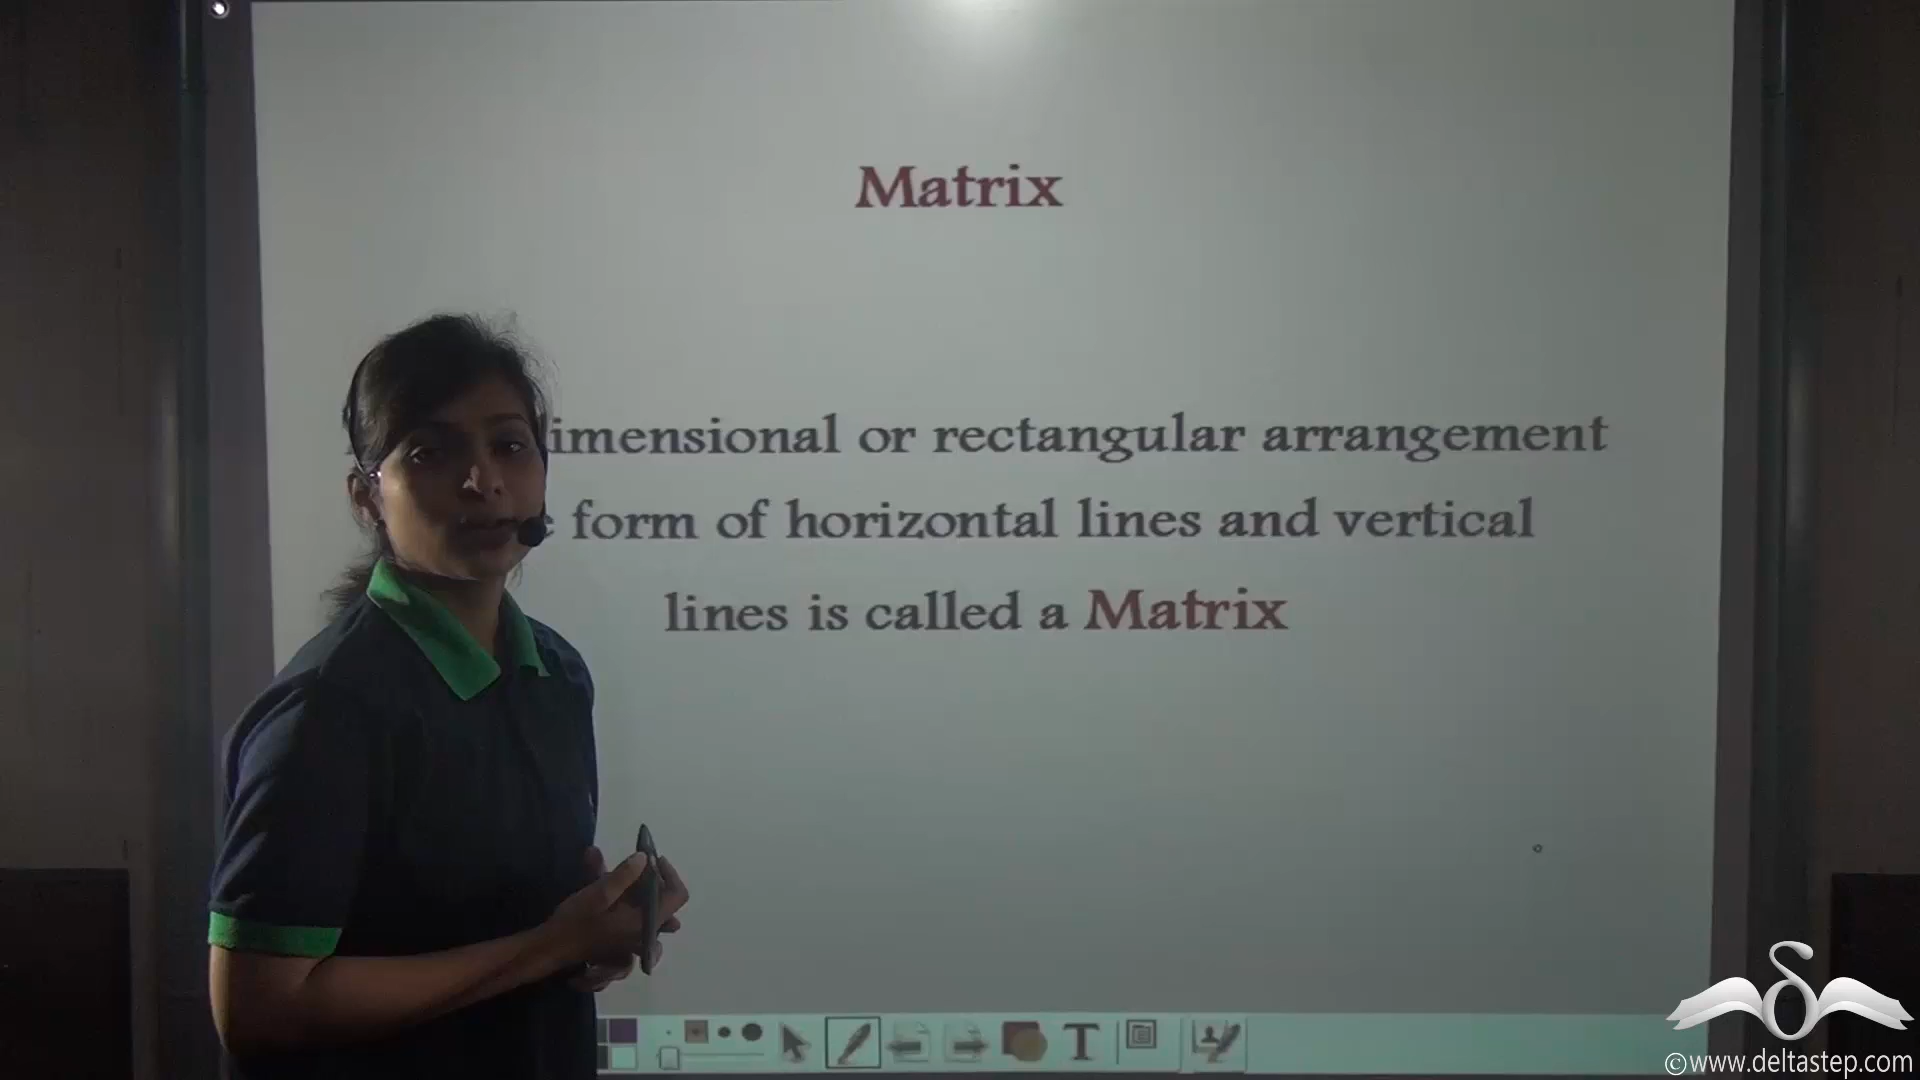 Matrix
imensional or rectangular arrangement
e form of horizontal lines and vertical
lines is called a Matrix
T
©www.deltastep.com